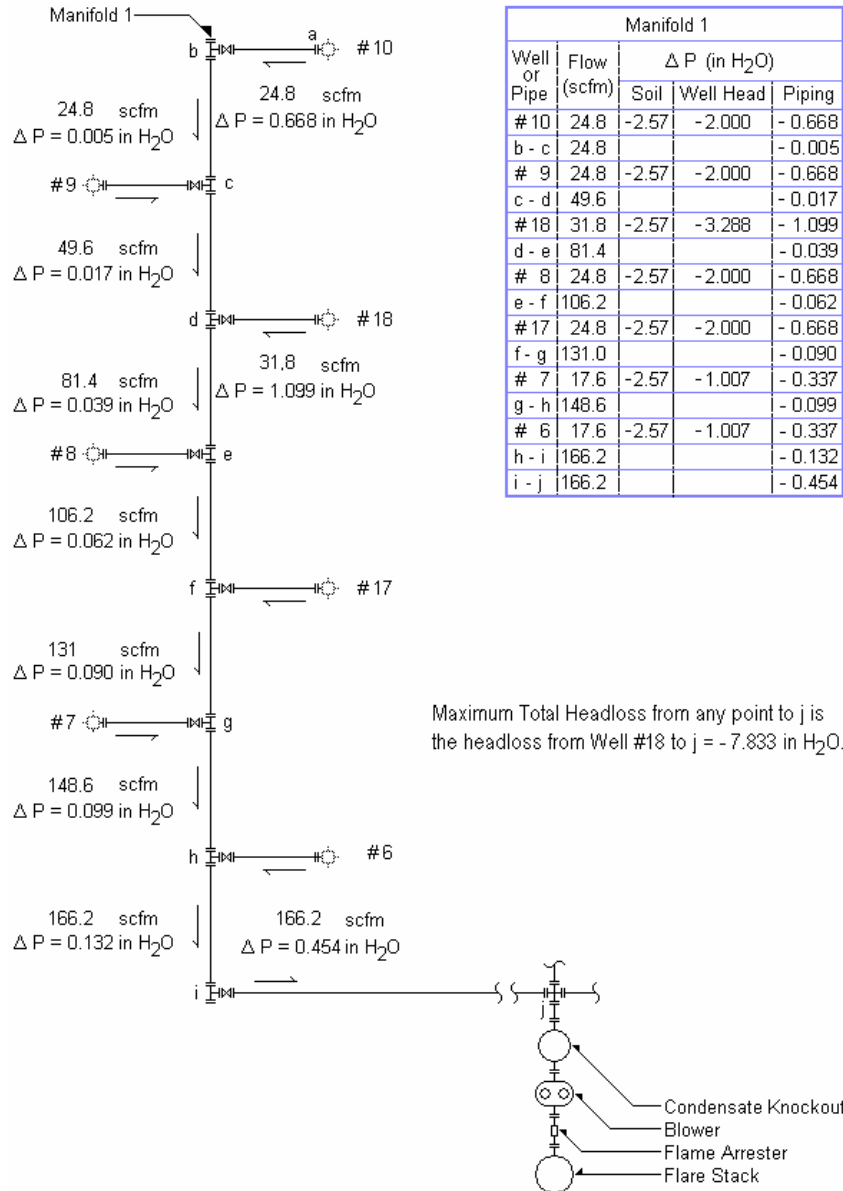 Manifold 1
b
a
#10
24.8 scfm
Δ P = 0.005 in H2O
24.8 scfm
Δ P = 0.668 in H2O
#9
c
49.6 scfm
Δ P = 0.017 in H2O
d
#18
81.4 scfm
Δ P = 0.039 in H2O
31,8 scfm
Δ P = 1.099 in H2O
#8
e
106.2 scfm
Δ P = 0.062 in H2O
f
#17
131 scfm
Δ P = 0.090 in H2O
#7
g
148.6 scfm
Δ P = 0.099 in H2O
h
#6
166.2 scfm
Δ P = 0.132 in H2O
166.2 scfm
Δ P = 0.454 in H2O
i
j
Condensate Knockout
Blower
Flame Arrester
Flare Stack
Manifold 1
Well or Pipe Flow (scfm) Δ P (in H2O)
Soil Well Head Piping
#10 24.8 -2.57 -2.000 - 0.668
b - c 24.8 - 0.005
# 9 24.8 -2.57 -2.000 - 0.668
c - d 49.6 - 0.017
#18 31.8 -2.57 -3.288 - 1.099
d - e 81.4 - 0.039
# 8 24.8 -2.57 -2.000 - 0.668
e - f 106.2 - 0.062
#17 24.8 -2.57 -2.000 - 0.668
f - g 131.0 - 0.090
# 7 17.6 -2.57 -1.007 - 0.337
g - h 148.6 - 0.099
# 6 17.6 -2.57 -1.007 - 0.337
h - i 166.2 - 0.132
i - j 166.2 - 0.454
Maximum Total Headloss from any point to j is
the headloss from Well #18 to j = - 7.833 in H2O.